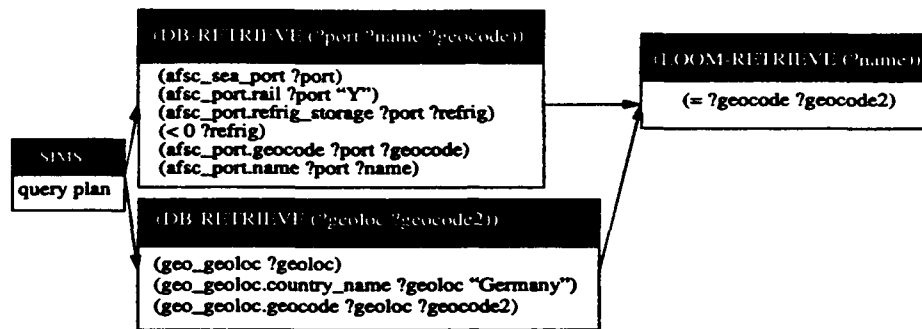 (DB-RETRIEVE (?port ?name ?geocode))
(afsc_sea_port ?port)
(afsc_port.rail ?port “Y”)
(afsc_port.refrig_storage ?port ?refrig)
(< 0 ?refrig)
(afsc_port.geocode ?port ?geocode)
(afsc_port.name ?port ?name)
(LOOM-RETRIEVE (?name))
(= ?geocode ?geocode2)
SIMS
query plan
(DB-RETRIEVE (?geoloc ?geocode2))
(geo_geoloc ?geoloc)
(geo_geoloc.country_name ?geoloc “Germany”)
(geo_geoloc.geocode ?geoloc ?geocode2)